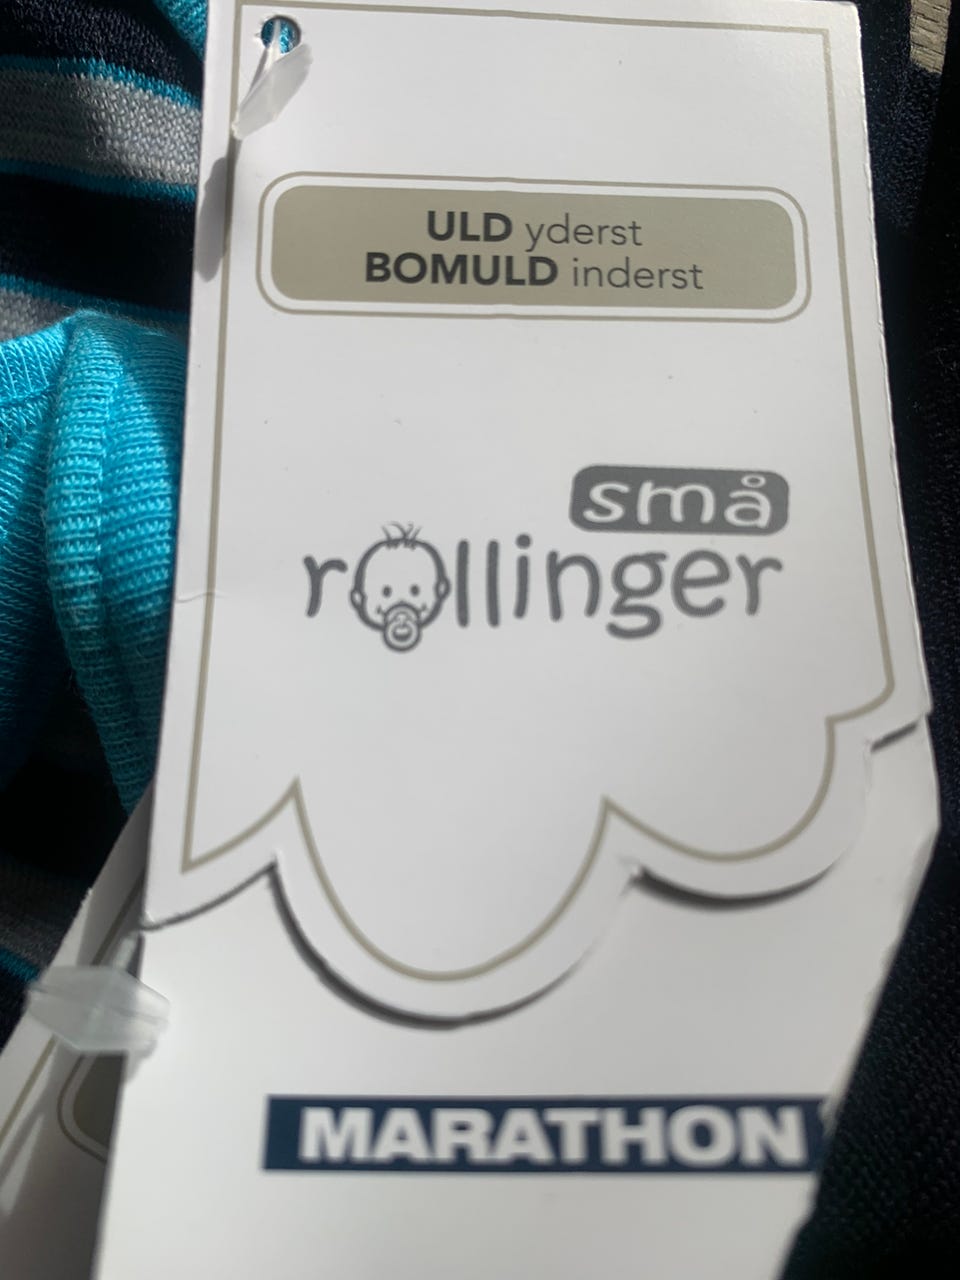 ULD yderst
BOMULD inderst
små
rollinger
MARATHON